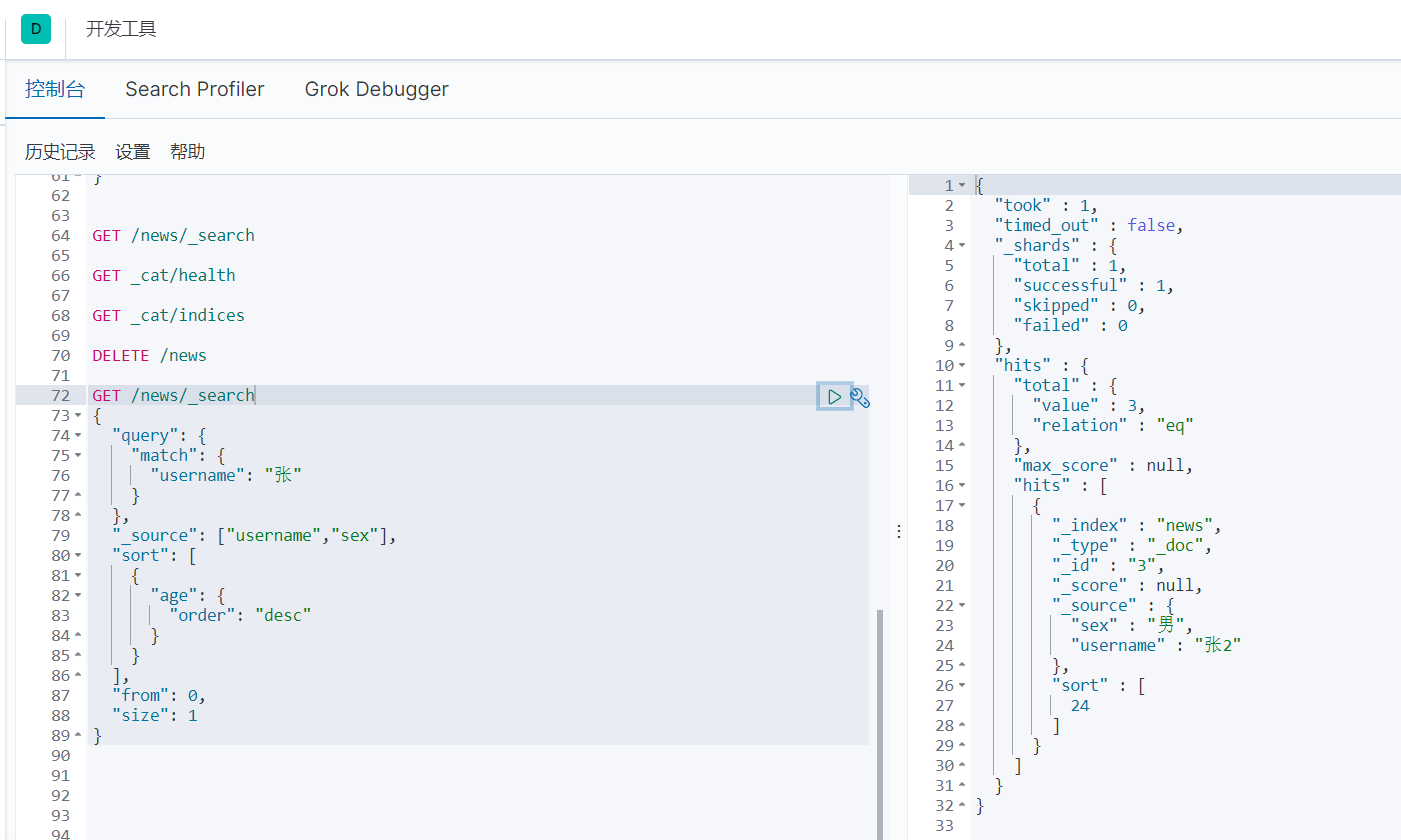 D 开发工具
控制台 Search Profiler Grok Debugger
历史记录 设置 帮助
61 }
62
63
64 GET /news/_search
65
66 GET _cat/health
67
68 GET _cat/indices
69
70 DELETE /news
71
72 GET /news/_search
73 {
74 "query": {
75 "match": {
76 "username": "张"
77 }
78 },
79 "_source": ["username","sex"],
80 "sort": [
81 {
82 "age": {
83 "order": "desc"
84 }
85 }
86 ],
87 "from": 0,
88 "size": 1
89 }
90
91
92
93
94
1 {
2 "took" : 1,
3 "timed_out" : false,
4 "_shards" : {
5 "total" : 1,
6 "successful" : 1,
7 "skipped" : 0,
8 "failed" : 0
9 },
10 "hits" : {
11 "total" : {
12 "value" : 3,
13 "relation" : "eq"
14 },
15 "max_score" : null,
16 "hits" : [
17 {
18 "_index" : "news",
19 "_type" : "_doc",
20 "_id" : "3",
21 "_score" : null,
22 "_source" : {
23 "sex" : "男",
24 "username" : "张2"
25 },
26 "sort" : [
27 24
28 ]
29 }
30 ]
31 }
32 }
33